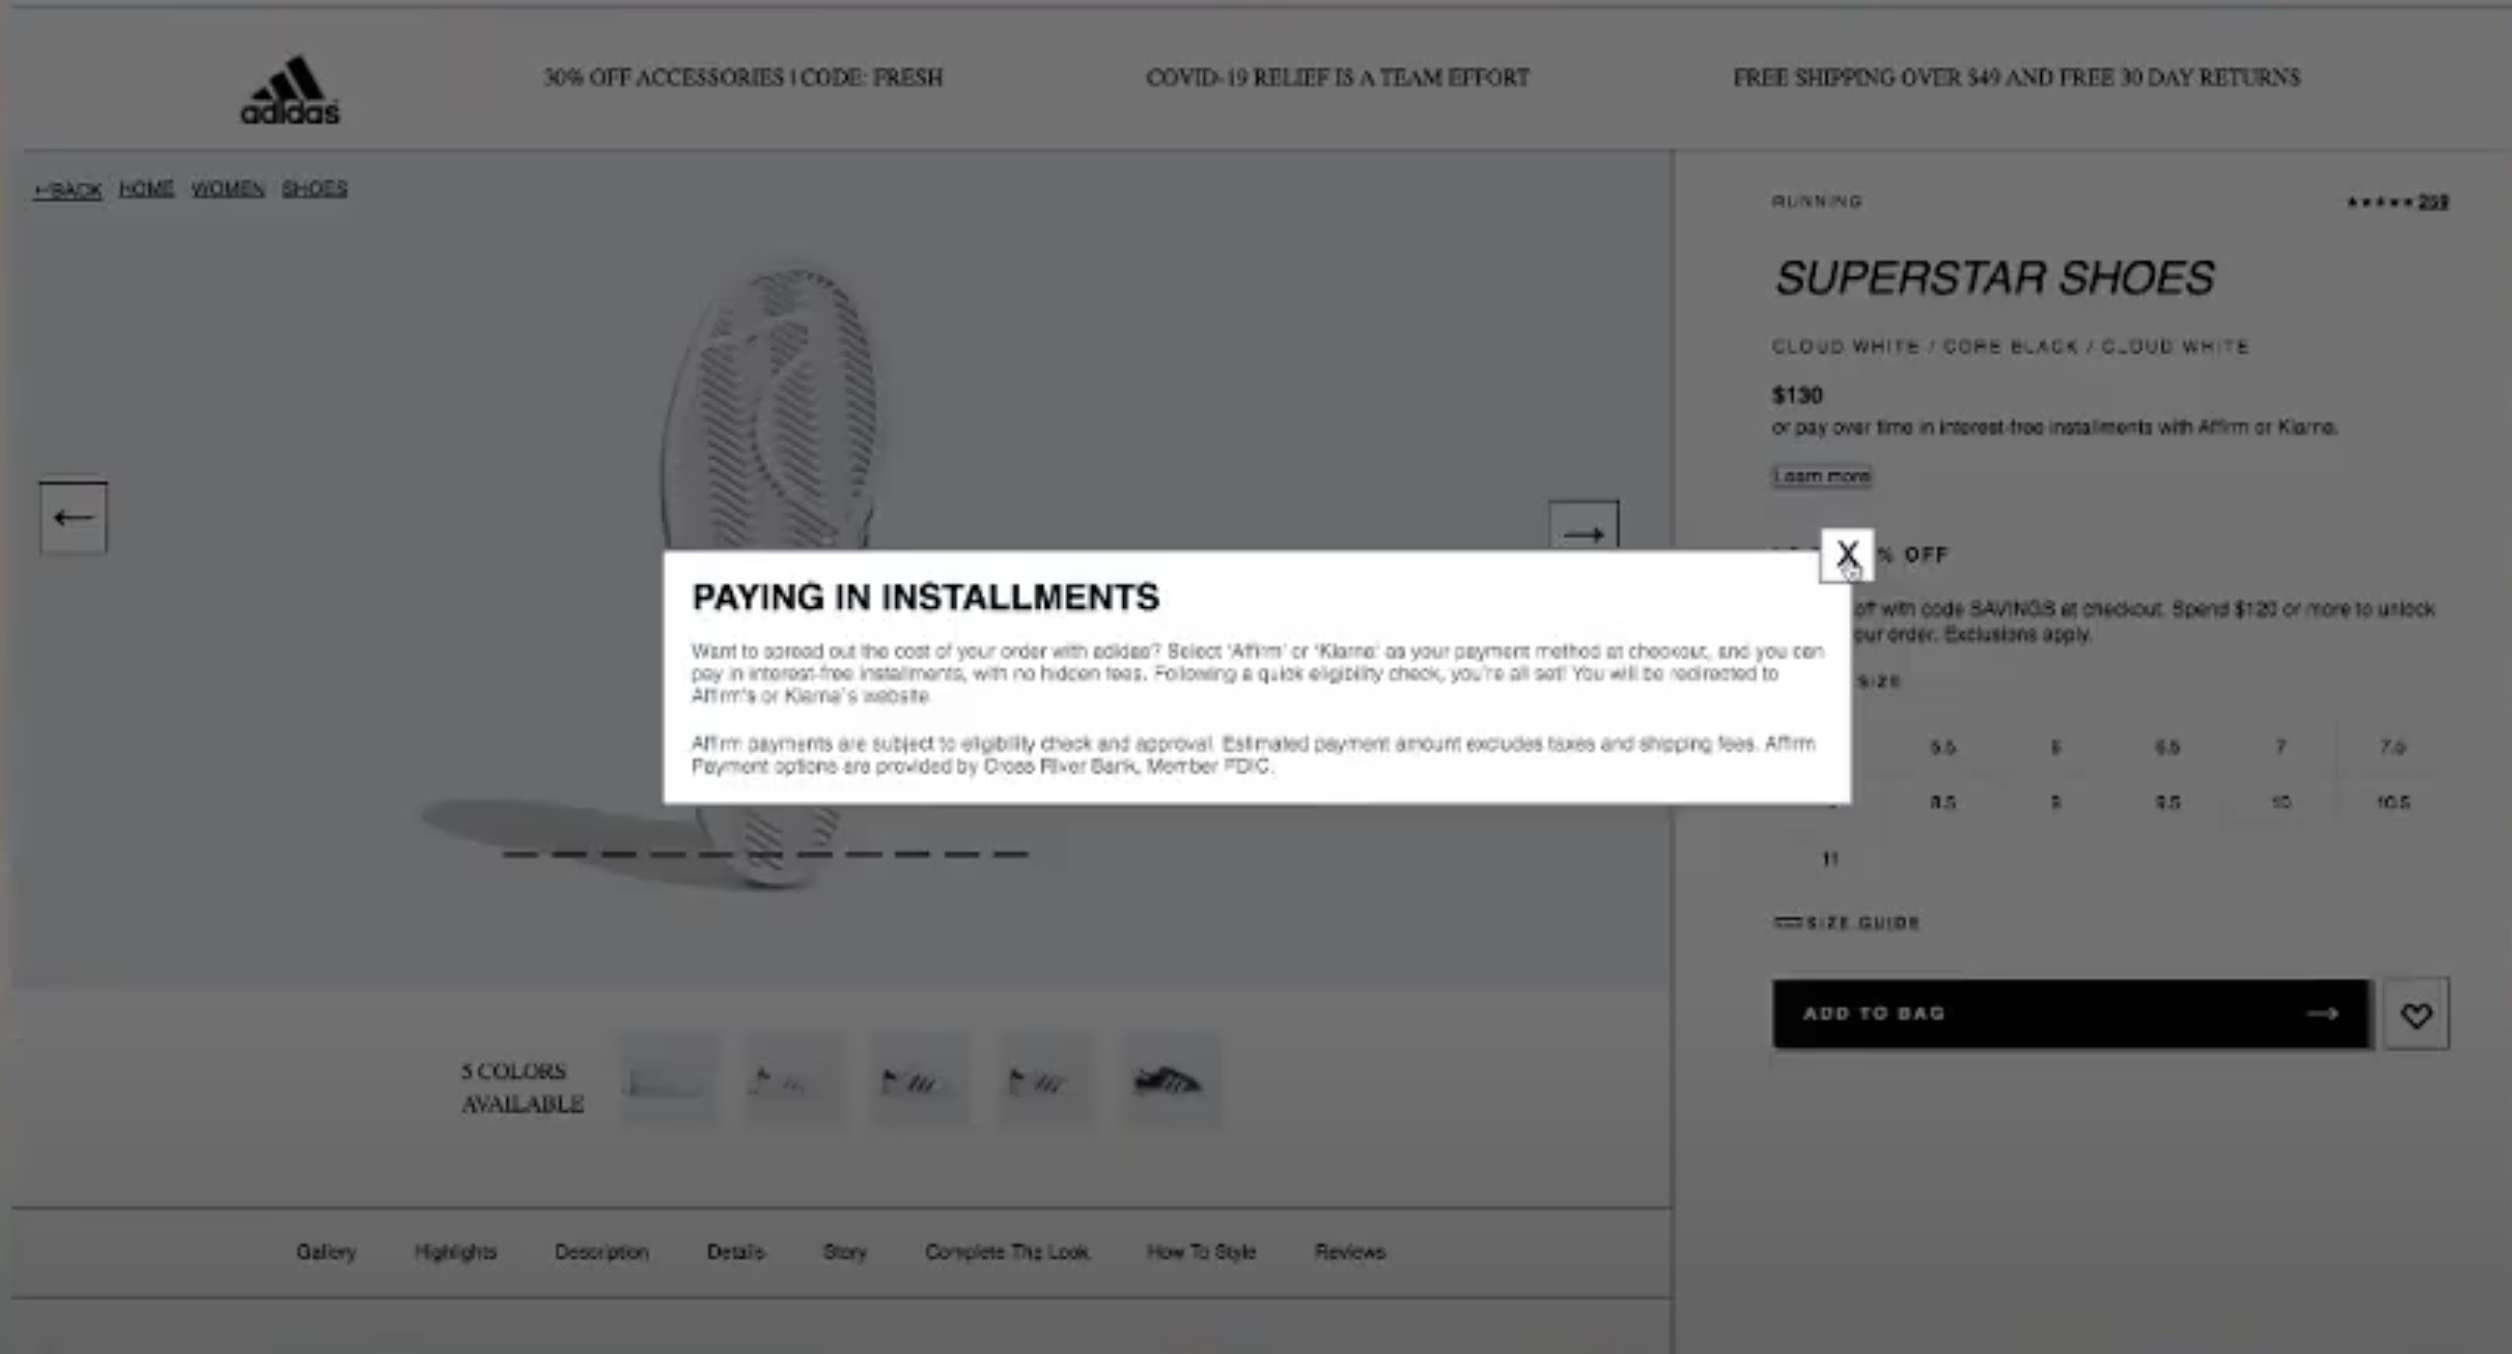 adidas
30% OFF ACCESSORIES | CODE: FRESH
COVID-19 RELIEF IS A TEAM EFFORT
FREE SHIPPING OVER $49 AND FREE 30 DAY RETURNS
←BACK HOME WOMEN SHOES
RUNNING
★★★★★ 259
SUPERSTAR SHOES
CLOUD WHITE / CORE BLACK / CLOUD WHITE
$130
or pay over time in interest-free installments with Affirm or Klarna.
Learn more
←
→
X
% OFF
off with code SAVINGS at checkout. Spend $120 or more to unlock
our order. Exclusions apply.
SIZE
5.5 6 6.5 7 7.5
8.5 9 9.5 10 10.5
11
SIZE GUIDE
ADD TO BAG →
PAYING IN INSTALLMENTS
Want to spread out the cost of your order with adidas? Select 'Affirm' or 'Klarna' as your payment method at checkout, and you can
pay in interest-free installments, with no hidden fees. Following a quick eligibility check, you're all set! You will be redirected to
Affirm's or Klarna's website.
Affirm payments are subject to eligibility check and approval. Estimated payment amount excludes taxes and shipping fees. Affirm
Payment options are provided by Cross River Bank, Member FDIC.
5 COLORS
AVAILABLE
Gallery Highlights Description Details Story Complete The Look How To Style Reviews